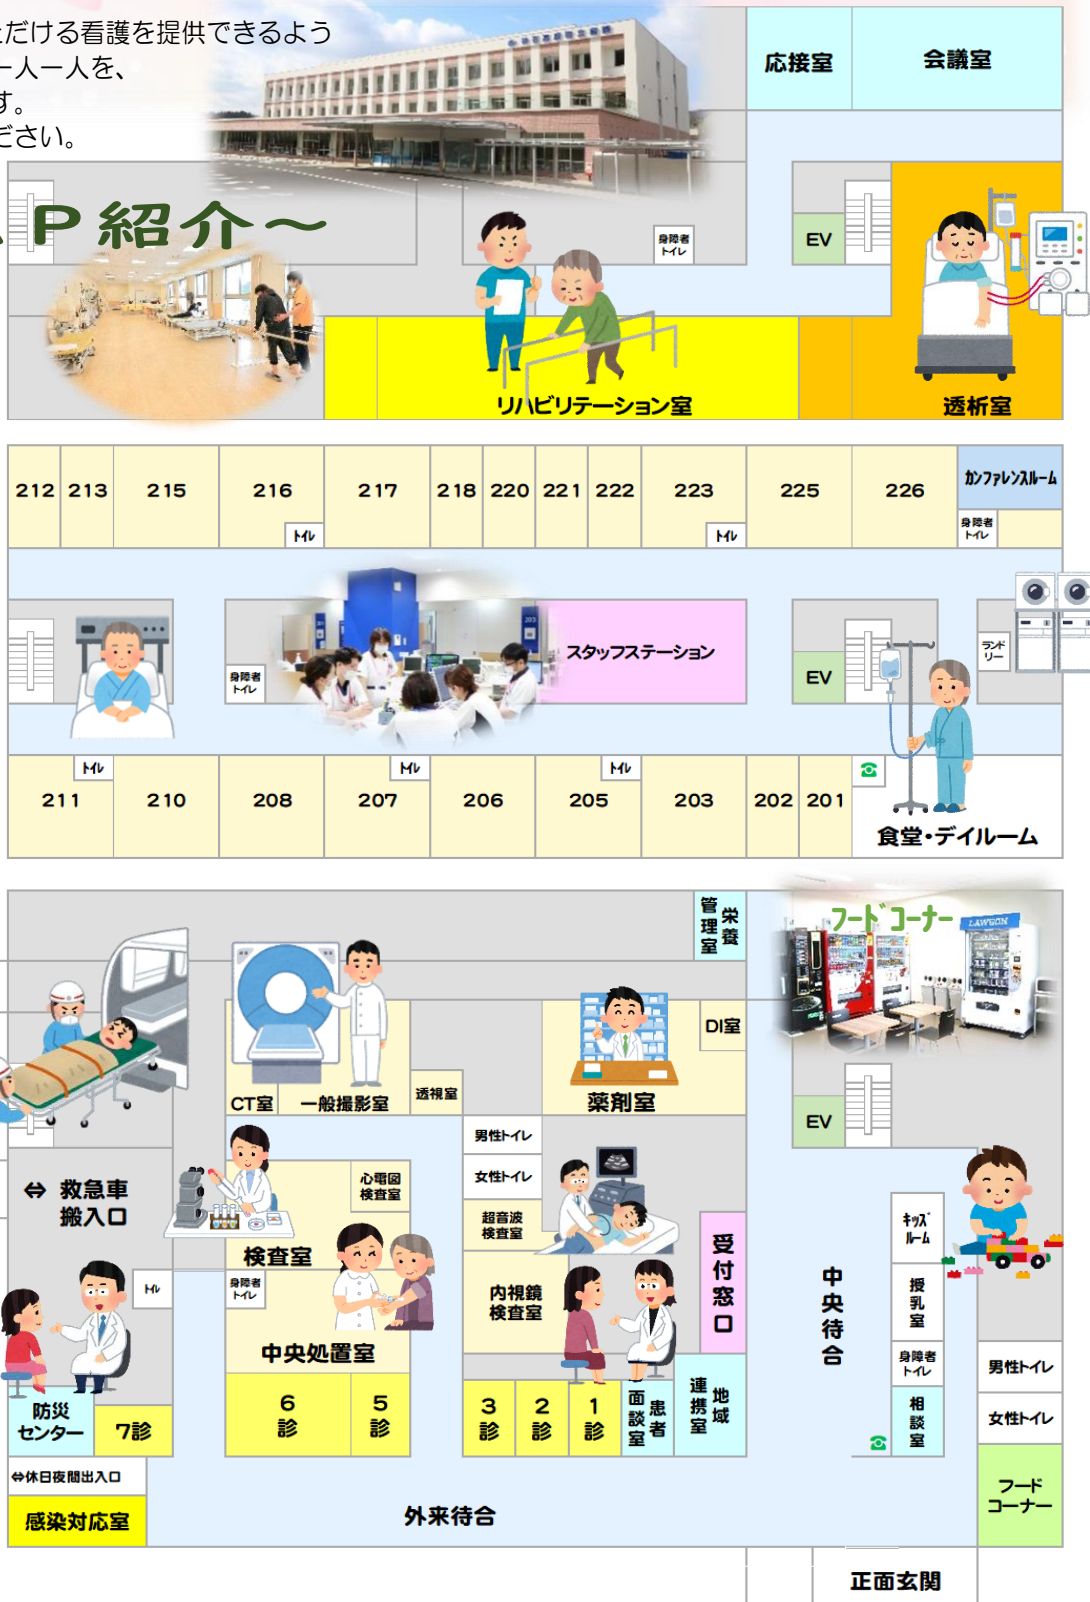 だける看護を提供できるよう
一人一人を、
す。
ださい。
P紹介～
応接室
会議室
身障者
トイレ
EV
リハビリテーション室
透析室
212
213
215
216
217
218
220
221
222
223
225
226
カンファレンスルーム
トイレ
トイレ
身障者
トイレ
スタッフステーション
身障者
トイレ
EV
ランド
リー
トイレ
トイレ
トイレ
211
210
208
207
206
205
203
202
201
食堂・デイルーム
栄養
管理室
フードコーナー
LAWSON
DI室
CT室
一般撮影室
透視室
薬剤室
EV
男性トイレ
女性トイレ
⇔ 救急車
搬入口
心電図
検査室
超音波
検査室
検査室
受付窓口
キッズ
ルーム
中央待合
授乳室
トイレ
身障者
トイレ
内視鏡
検査室
中央処置室
身障者
トイレ
男性トイレ
防災
センター
7診
6診
5診
3診
2診
1診
患者
面談室
地域
連携室
相談室
女性トイレ
⇔休日夜間出入口
感染対応室
外来待合
フード
コーナー
正面玄関